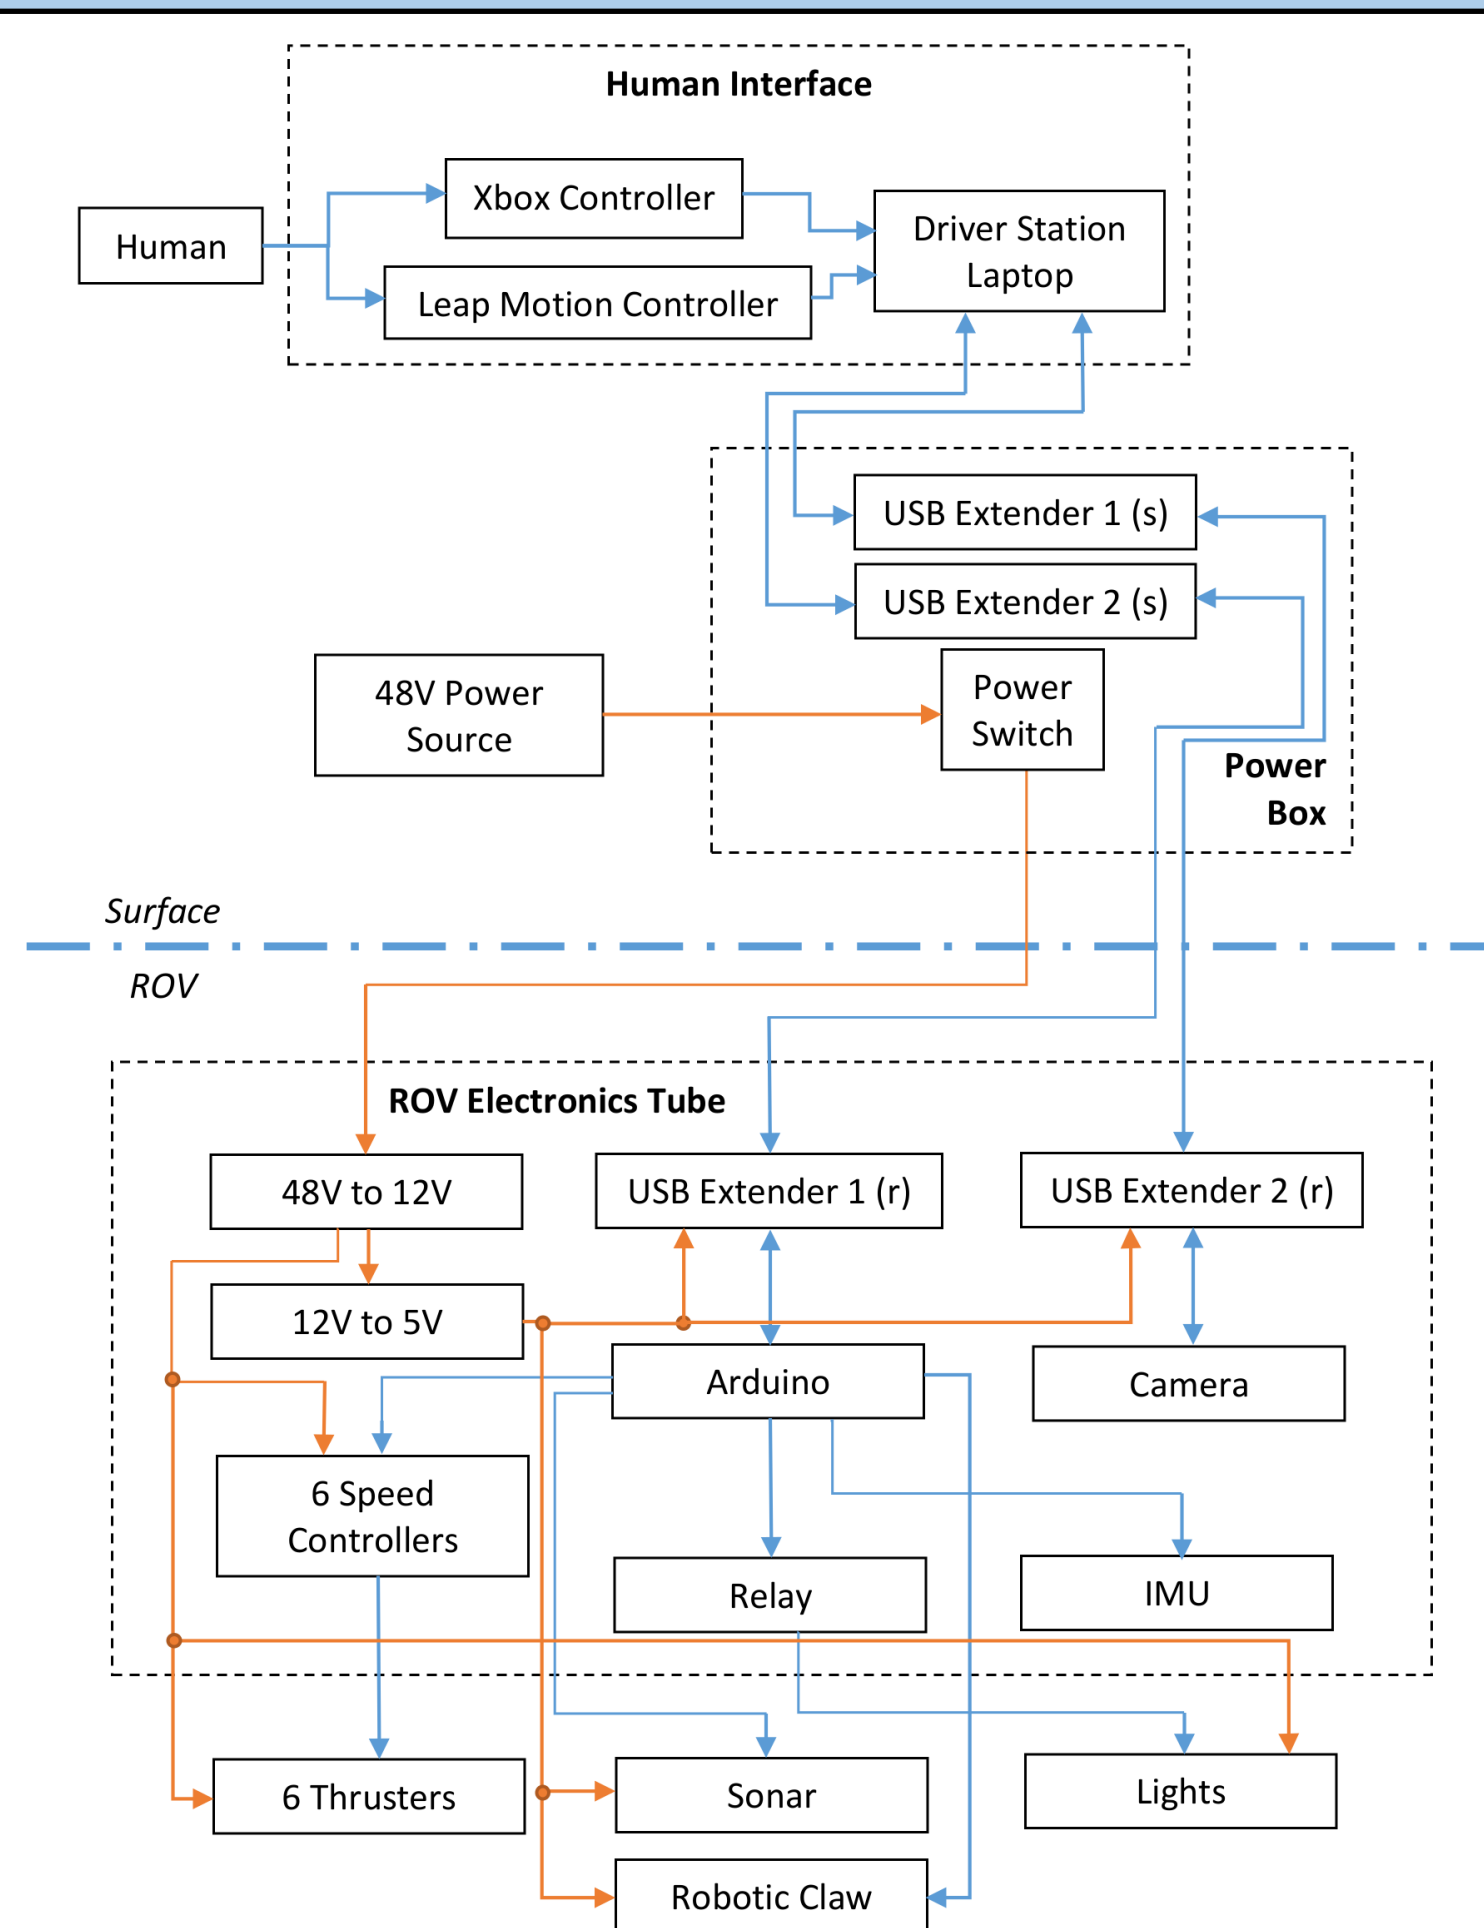 Human Interface
Xbox Controller
Human
Driver Station
Laptop
Leap Motion Controller
USB Extender 1 (s)
USB Extender 2 (s)
48V Power
Source
Power
Switch
Power
Box
Surface
ROV
ROV Electronics Tube
48V to 12V
USB Extender 1 (r)
USB Extender 2 (r)
12V to 5V
Arduino
Camera
6 Speed
Controllers
Relay
IMU
6 Thrusters
Sonar
Lights
Robotic Claw